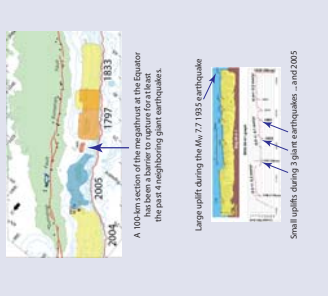 1833
1797
2005
2004
A 100-km section of the megathrust at the Equator
has been a barrier to rupture for at least
the past 4 neighboring giant earthquakes.
Large uplift during the Mw 7.7 1935 earthquake
Small uplifts during 3 giant earthquakes ... and 2005